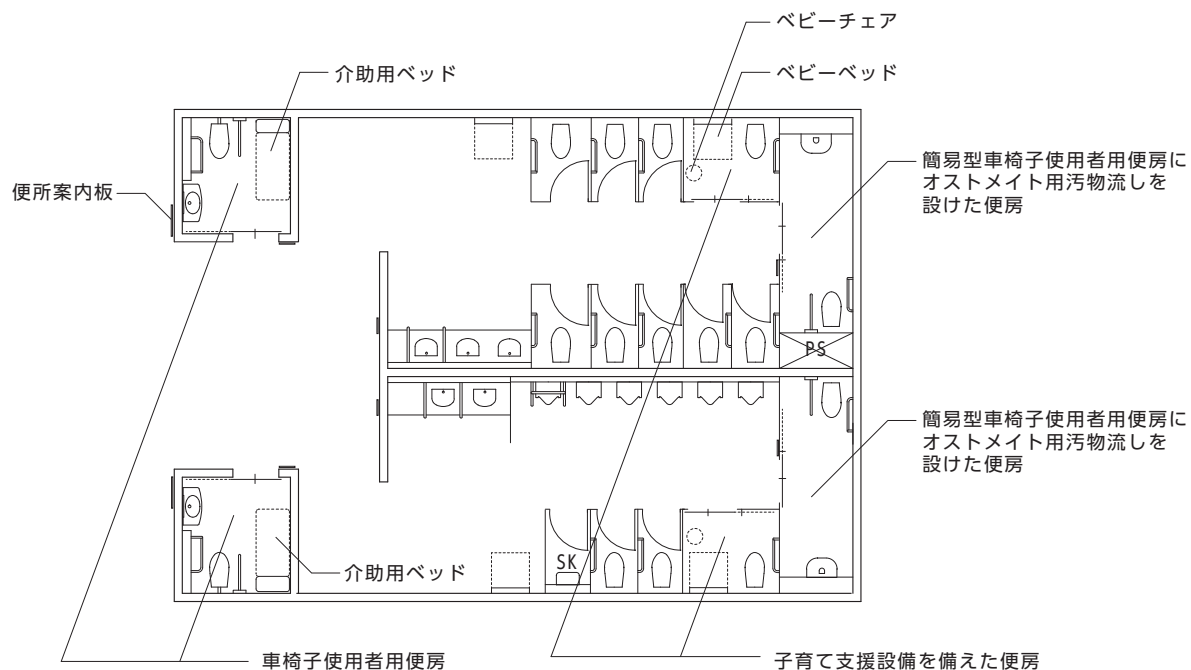 ベビーチェア
介助用ベッド
ベビーベッド
便所案内板
簡易型車椅子使用者用便房に
オストメイト用汚物流しを
設けた便房
PS
簡易型車椅子使用者用便房に
オストメイト用汚物流しを
設けた便房
SK
介助用ベッド
車椅子使用者用便房
子育て支援設備を備えた便房